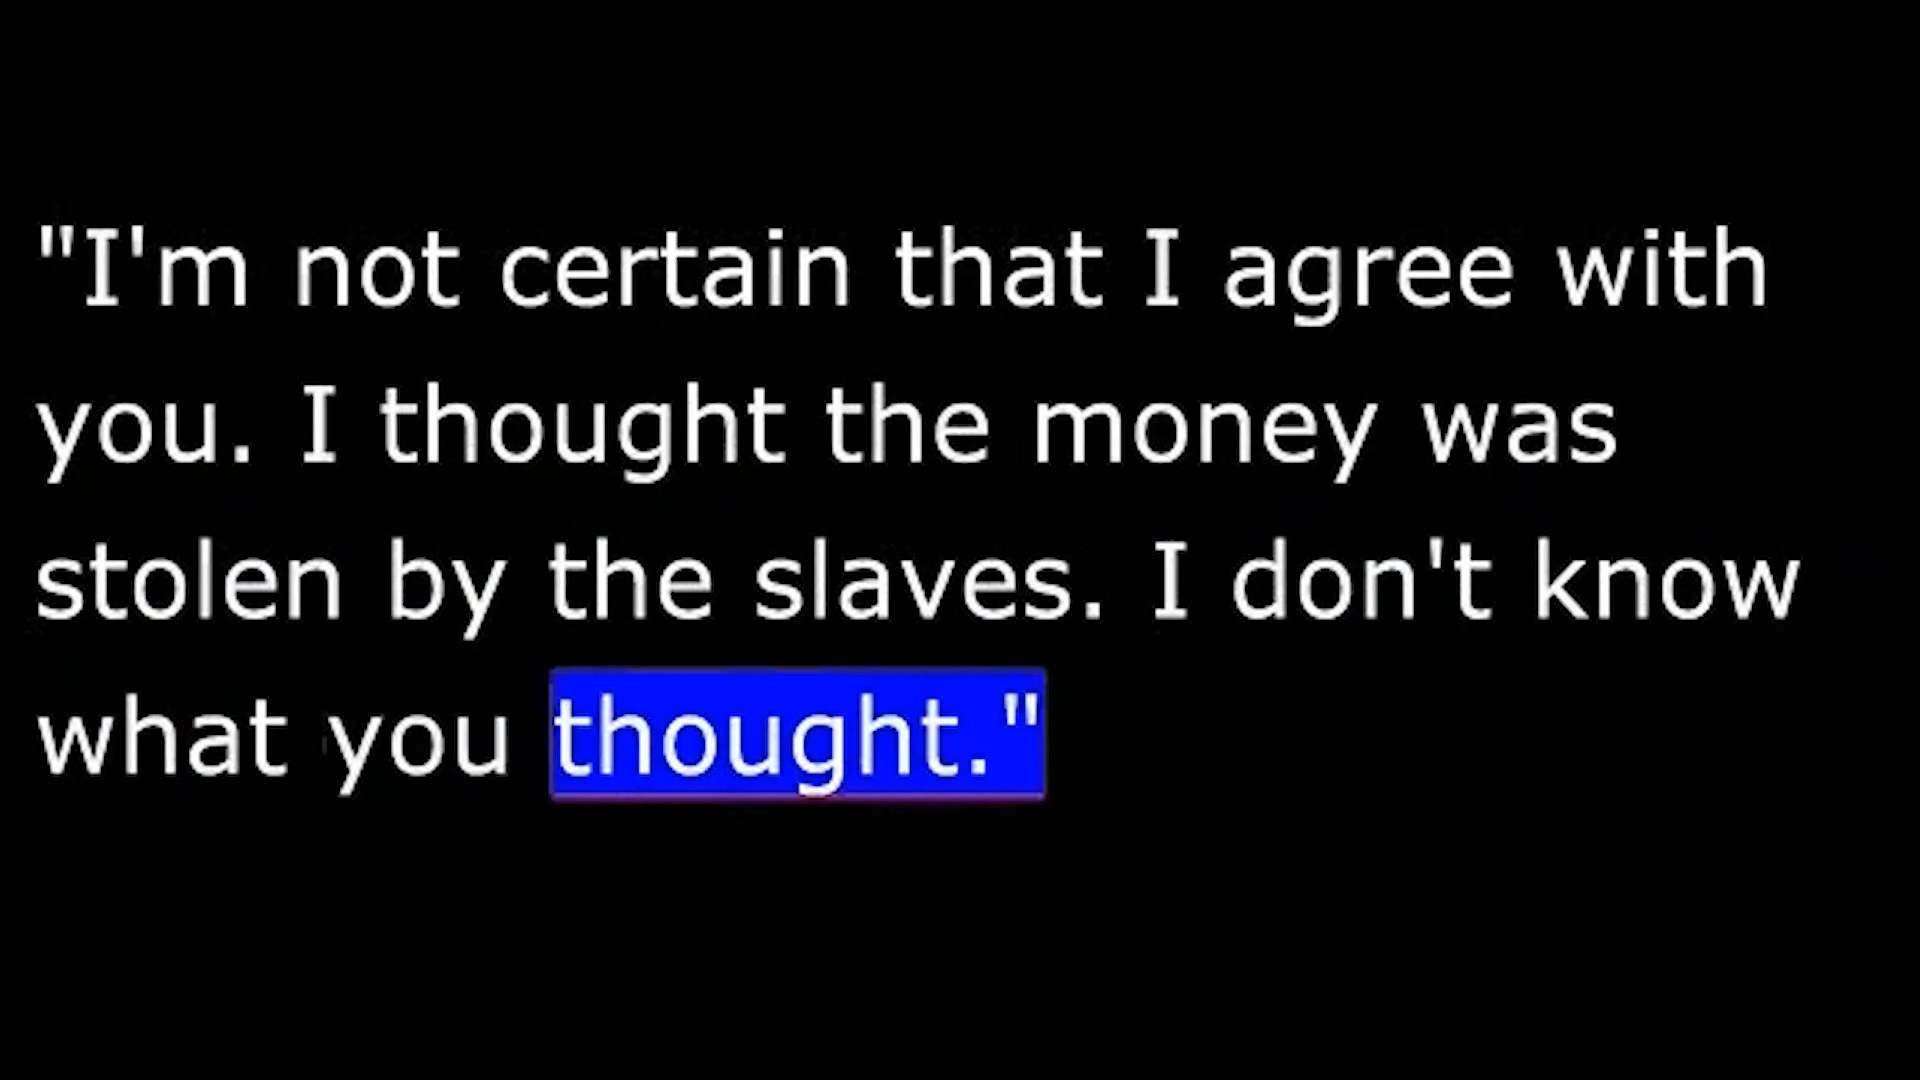 "I'm not certain that I agree with
you. I thought the money was
stolen by the slaves. I don't know
what you thought."